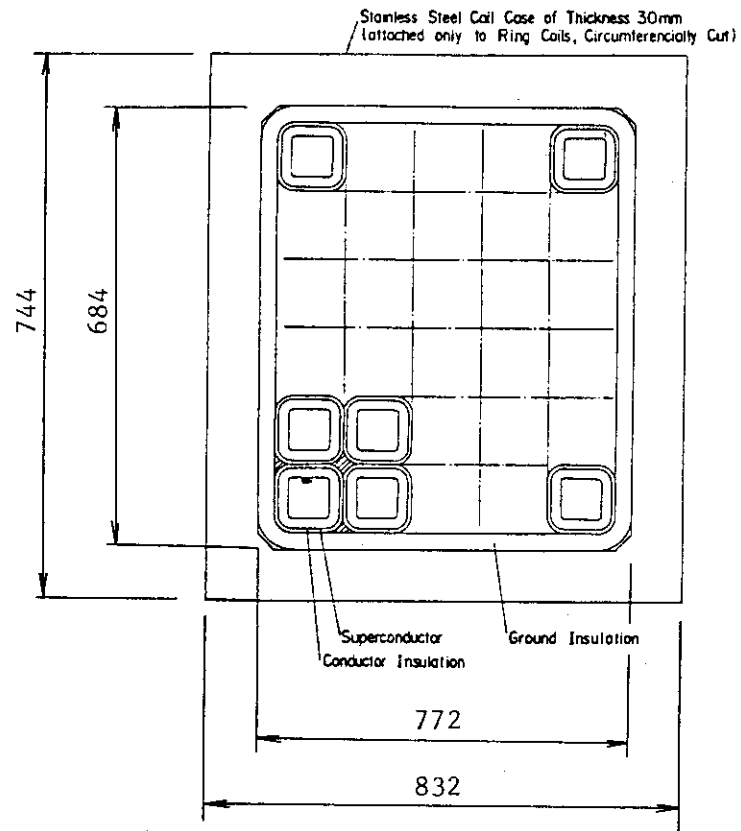 Stainless Steel Coil Case of Thickness 30mm
(attached only to Ring Coils, Circumterencially Cut)
744
684
Superconductor
Ground Insulation
Conductor Insulation
772
832